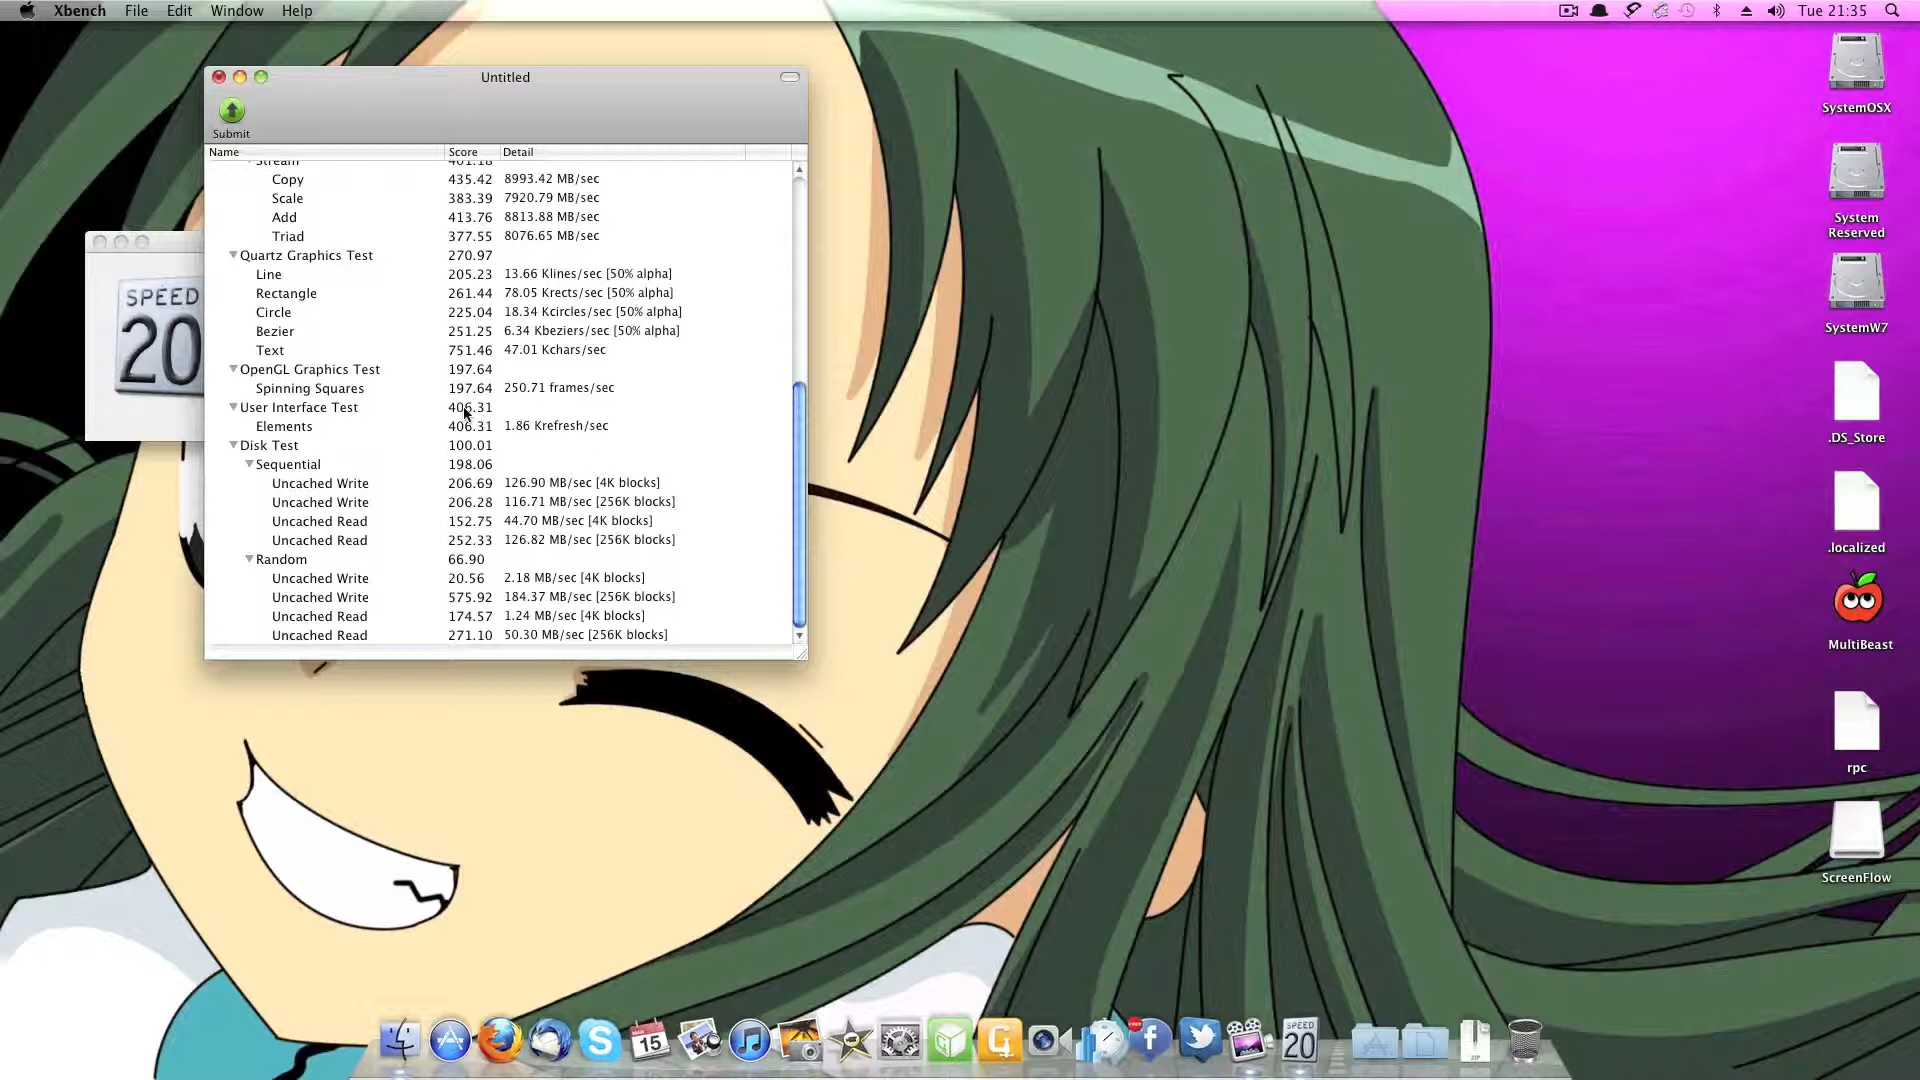 Xbench File Edit Window Help Tue 21:35
Untitled
Submit
Name Score Detail
Stream 401.18
Copy 435.42 8993.42 MB/sec
Scale 383.39 7920.79 MB/sec
Add 413.76 8813.88 MB/sec
Triad 377.55 8076.65 MB/sec
Quartz Graphics Test 270.97
Line 205.23 13.66 Klines/sec [50% alpha]
Rectangle 261.44 78.05 Krects/sec [50% alpha]
Circle 225.04 18.34 Kcircles/sec [50% alpha]
Bezier 251.25 6.34 Kbeziers/sec [50% alpha]
Text 751.46 47.01 Kchars/sec
OpenGL Graphics Test 197.64
Spinning Squares 197.64 250.71 frames/sec
User Interface Test 406.31
Elements 406.31 1.86 Krefresh/sec
Disk Test 100.01
Sequential 198.06
Uncached Write 206.69 126.90 MB/sec [4K blocks]
Uncached Write 206.28 116.71 MB/sec [256K blocks]
Uncached Read 152.75 44.70 MB/sec [4K blocks]
Uncached Read 252.33 126.82 MB/sec [256K blocks]
Random 66.90
Uncached Write 20.56 2.18 MB/sec [4K blocks]
Uncached Write 575.92 184.37 MB/sec [256K blocks]
Uncached Read 174.57 1.24 MB/sec [4K blocks]
Uncached Read 271.10 50.30 MB/sec [256K blocks]
SPEED
20
SystemOSX
System
Reserved
SystemW7
.DS_Store
.localized
MultiBeast
rpc
ScreenFlow
MAR
15
FREE
SPEED
20
ZIP